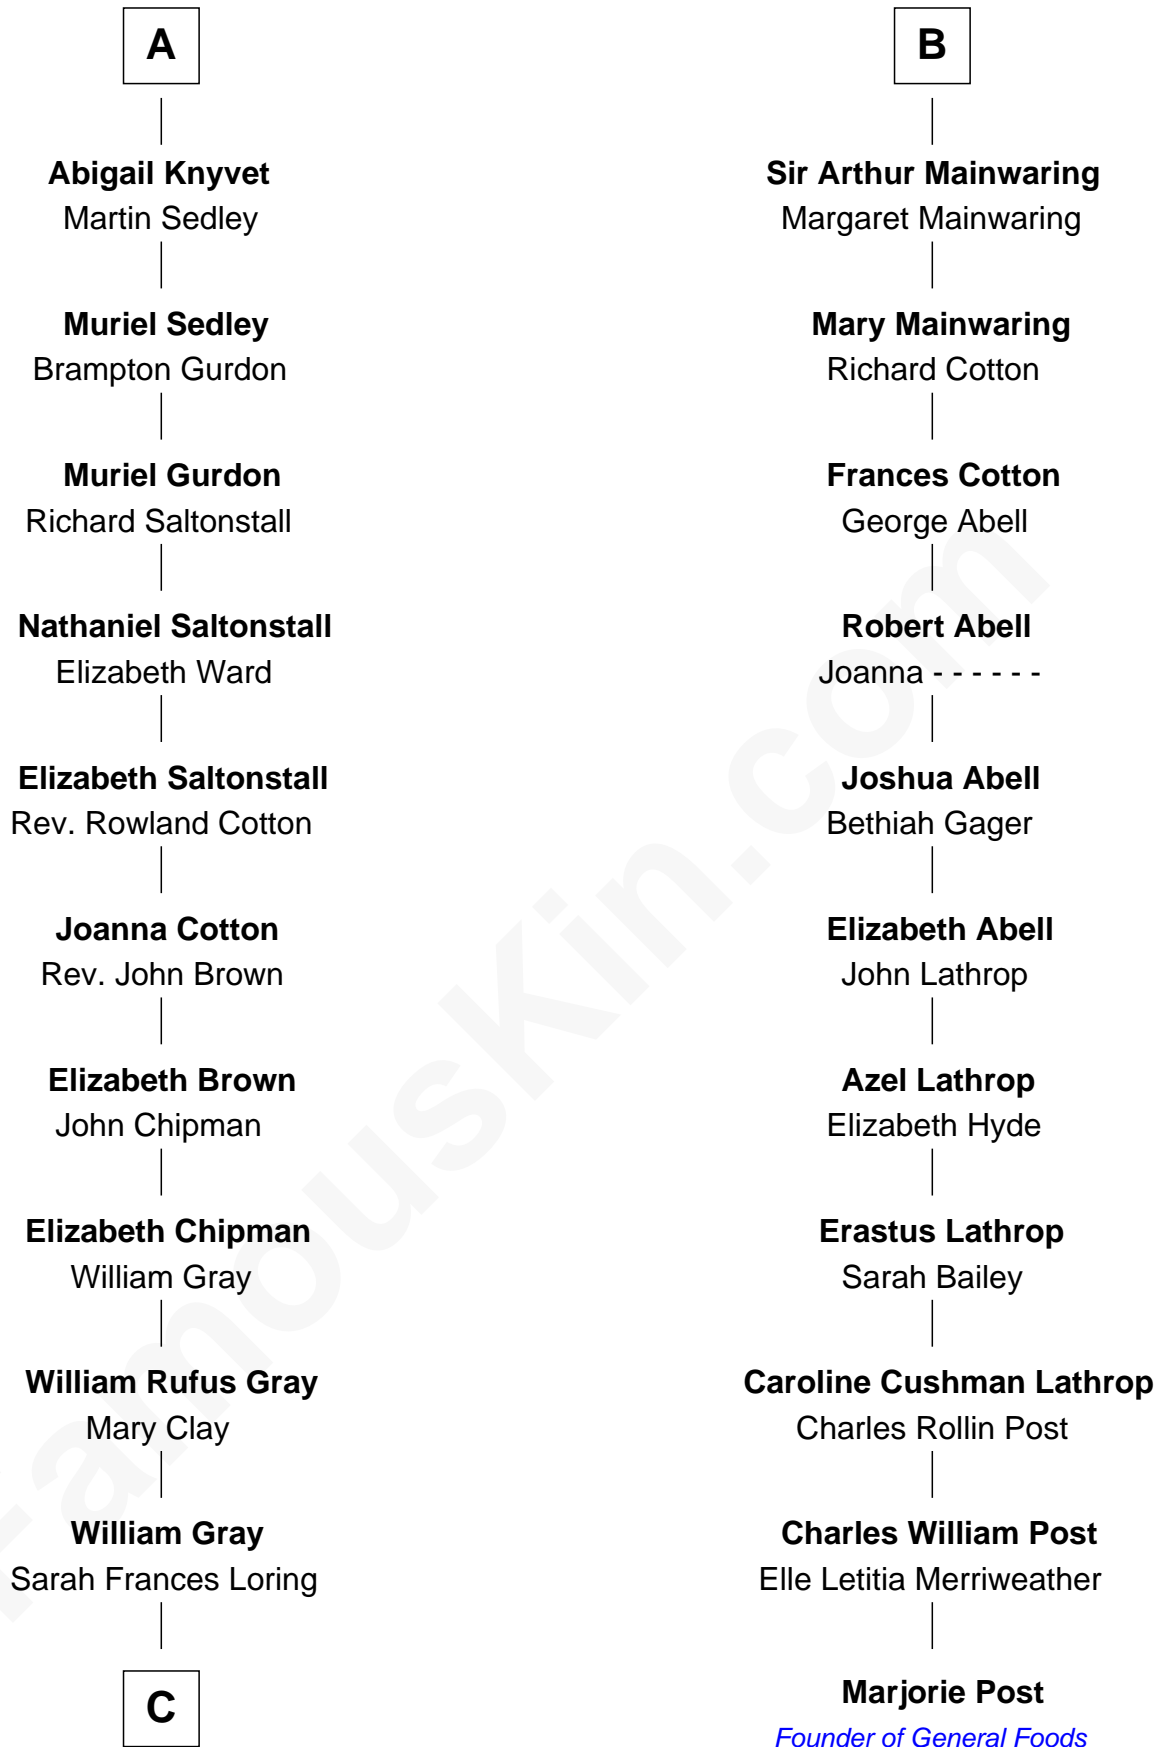 A
B
Abigail Knyvet
Martin Sedley
Sir Arthur Mainwaring
Margaret Mainwaring
Muriel Sedley
Brampton Gurdon
Mary Mainwaring
Richard Cotton
Muriel Gurdon
Richard Saltonstall
Frances Cotton
George Abell
Nathaniel Saltonstall
Elizabeth Ward
Robert Abell
Joanna - - - - - -
Elizabeth Saltonstall
Rev. Rowland Cotton
Joshua Abell
Bethiah Gager
Joanna Cotton
Rev. John Brown
Elizabeth Abell
John Lathrop
Elizabeth Brown
John Chipman
Azel Lathrop
Elizabeth Hyde
Elizabeth Chipman
William Gray
Erastus Lathrop
Sarah Bailey
William Rufus Gray
Mary Clay
Caroline Cushman Lathrop
Charles Rollin Post
William Gray
Sarah Frances Loring
Charles William Post
Elle Letitia Merriweather
C
Marjorie Post
Founder of General Foods
FamousKin.com